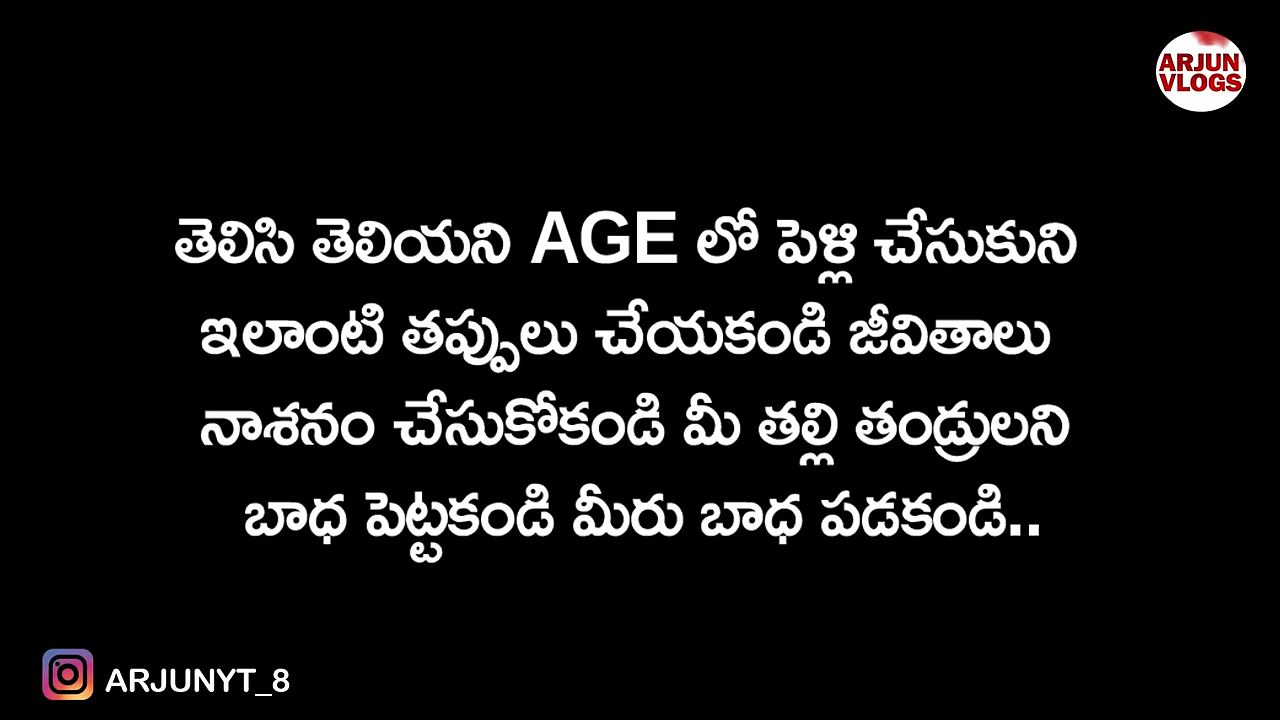 ARJUN
VLOGS
తెలిసి తెలియని AGE లో పెళ్లి చేసుకుని
ఇలాంటి తప్పులు చేయకండి జీవితాలు
నాశనం చేసుకోకండి మీ తల్లి తండ్రులని
బాధ పెట్టకండి మీరు బాధ పడకండి..
ARJUNYT_8